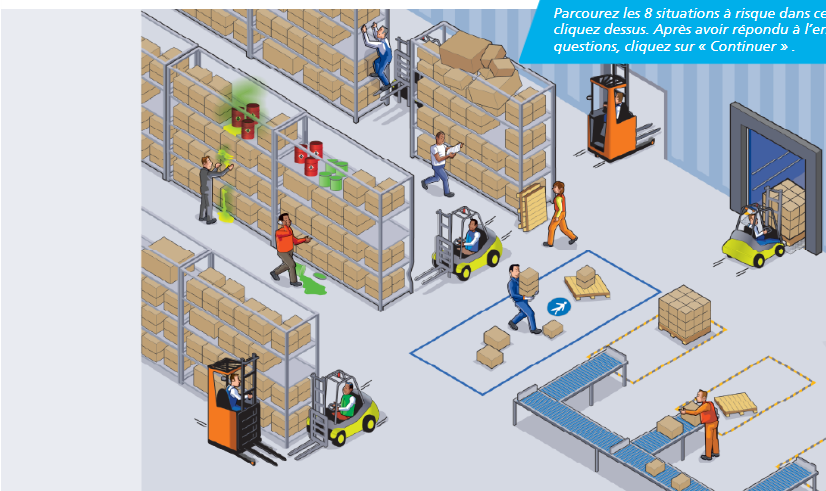 Parcourez les 8 situations à risque dans ce
cliquez dessus. Après avoir répondu à l'en
questions, cliquez sur « Continuer » .